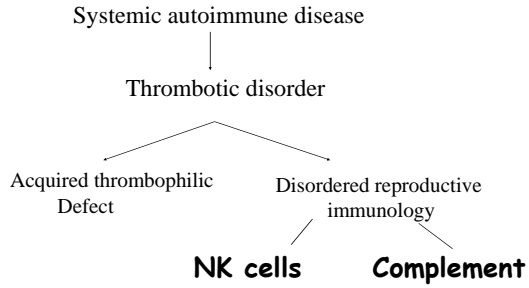 Systemic autoimmune disease
Thrombotic disorder
Acquired thrombophilic
Defect
Disordered reproductive
immunology
NK cells
Complement